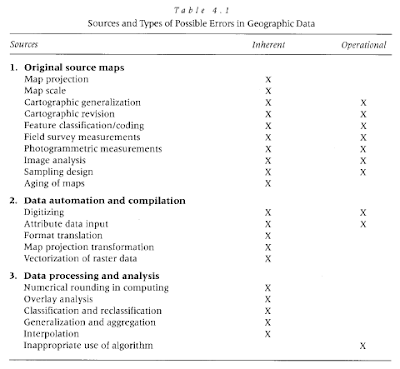 Table 4.1
Sources and Types of Possible Errors in Geographic Data
Sources Inherent Operational
1. Original source maps
Map projection X
Map scale X
Cartographic generalization X X
Cartographic revision X X
Feature classification/coding X X
Field survey measurements X X
Photogrammetric measurements X X
Image analysis X X
Sampling design X X
Aging of maps X
2. Data automation and compilation
Digitizing X X
Attribute data input X X
Format translation X
Map projection transformation X
Vectorization of raster data X
3. Data processing and analysis
Numerical rounding in computing X
Overlay analysis X
Classification and reclassification X
Generalization and aggregation X
Interpolation X
Inappropriate use of algorithm X